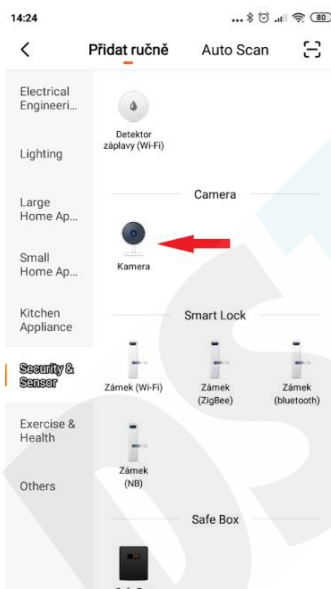 14:24
... 80
Přidat ručně
Auto Scan
Electrical
Engineeri...
Lighting
Large
Home Ap...
Small
Home Ap...
Kitchen
Appliance
Security &
Sensor
Exercise &
Health
Others
Detektor
záplavy (Wi-Fi)
Camera
Kamera
Smart Lock
Zámek (Wi-Fi)
Zámek
(ZigBee)
Zámek
(bluetooth)
Zámek
(NB)
Safe Box